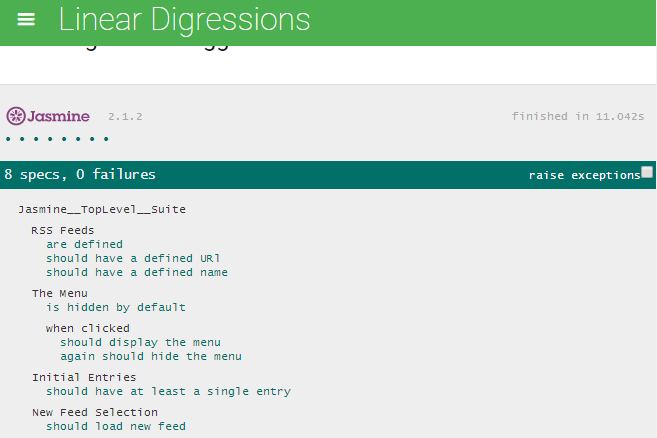 Linear Digressions
Jasmine 2.1.2 finished in 11.042s
• • • • • • • •
8 specs, 0 failures raise exceptions
Jasmine__TopLevel__Suite
RSS Feeds
are defined
should have a defined URl
should have a defined name
The Menu
is hidden by default
when clicked
should display the menu
again should hide the menu
Initial Entries
should have at least a single entry
New Feed Selection
should load new feed